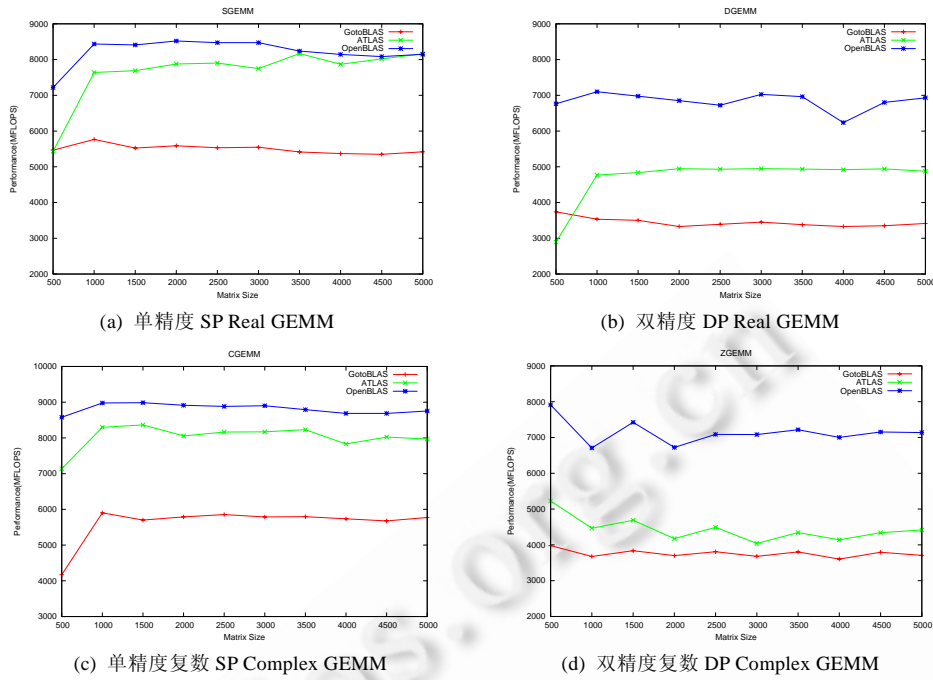 SGEMM
GotoBLAS
ATLAS
OpenBLAS
9000
8000
7000
6000
5000
4000
3000
2000
Performance(MFLOPS)
500 1000 1500 2000 2500 3000 3500 4000 4500 5000
Matrix Size
(a) 单精度 SP Real GEMM
DGEMM
GotoBLAS
ATLAS
OpenBLAS
9000
8000
7000
6000
5000
4000
3000
2000
Performance(MFLOPS)
500 1000 1500 2000 2500 3000 3500 4000 4500 5000
Matrix Size
(b) 双精度 DP Real GEMM
CGEMM
GotoBLAS
ATLAS
OpenBLAS
10000
9000
8000
7000
6000
5000
4000
3000
Performance(MFLOPS)
500 1000 1500 2000 2500 3000 3500 4000 4500 5000
Matrix Size
(c) 单精度复数 SP Complex GEMM
ZGEMM
GotoBLAS
ATLAS
OpenBLAS
9000
8000
7000
6000
5000
4000
3000
2000
Performance(MFLOPS)
500 1000 1500 2000 2500 3000 3500 4000 4500 5000
Matrix Size
(d) 双精度复数 DP Complex GEMM
.org.cn